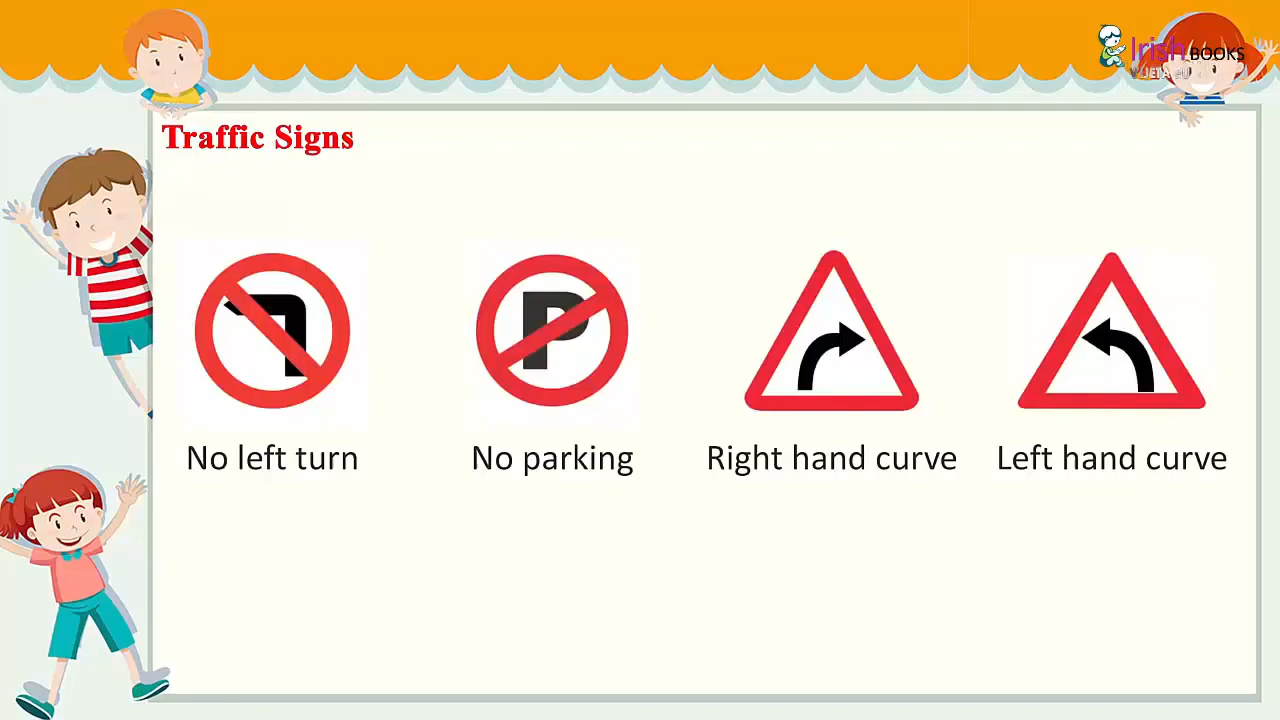 Irish BOOKS
Traffic Signs
P
No left turn
No parking
Right hand curve
Left hand curve